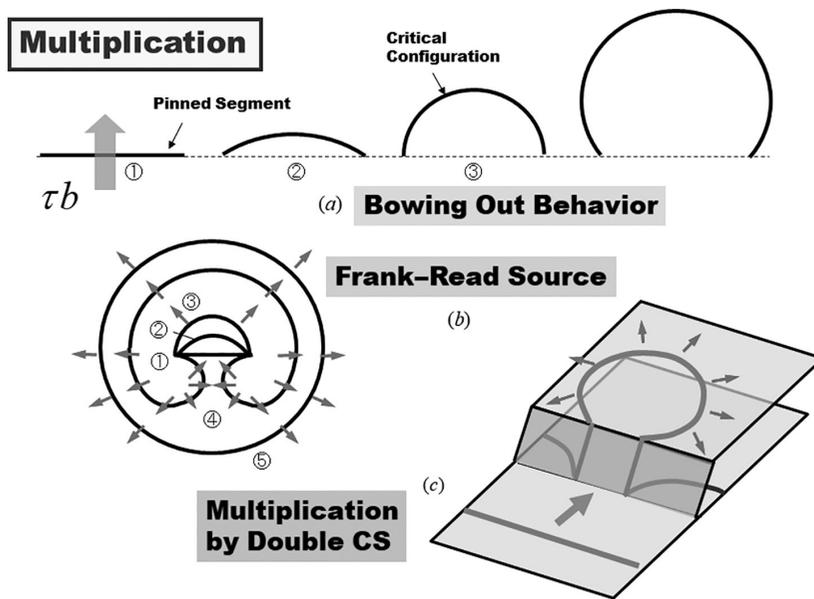 Multiplication
Critical
Configuration
Pinned Segment
①
②
③
τb
(a)
Bowing Out Behavior
Frank–Read Source
(b)
③
②
①
④
⑤
(c)
Multiplication
by Double CS